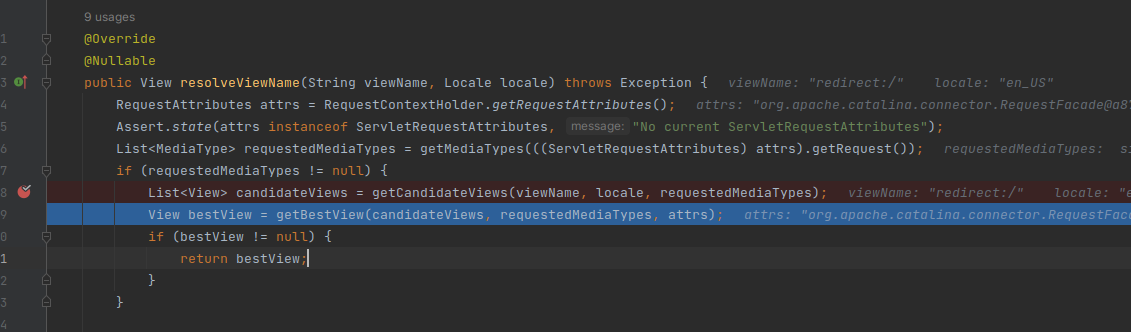 9 usages
1 @Override
2 @Nullable
3 public View resolveViewName(String viewName, Locale locale) throws Exception { viewName: "redirect:/" locale: "en_US"
4 RequestAttributes attrs = RequestContextHolder.getRequestAttributes(); attrs: "org.apache.catalina.connector.RequestFacade@a8
5 Assert.state(attrs instanceof ServletRequestAttributes, message: "No current ServletRequestAttributes");
6 List<MediaType> requestedMediaTypes = getMediaTypes(((ServletRequestAttributes) attrs).getRequest()); requestedMediaTypes: si
7 if (requestedMediaTypes != null) {
8 List<View> candidateViews = getCandidateViews(viewName, locale, requestedMediaTypes); viewName: "redirect:/" locale: "e
9 View bestView = getBestView(candidateViews, requestedMediaTypes, attrs); attrs: "org.apache.catalina.connector.RequestFac
0 if (bestView != null) {
1 return bestView;
2 }
3 }
4